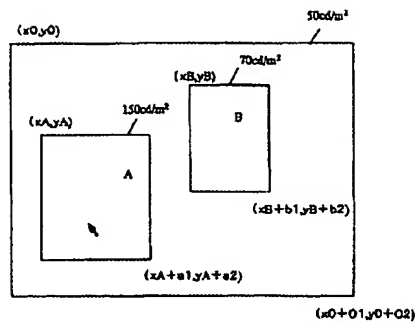 50cd/m²
(x0,y0)
70cd/m²
(xB,yB)
150cd/m²
B
(xA,yA)
A
(xB+b1,yB+b2)
(xA+a1,yA+a2)
(x0+O1,y0+O2)